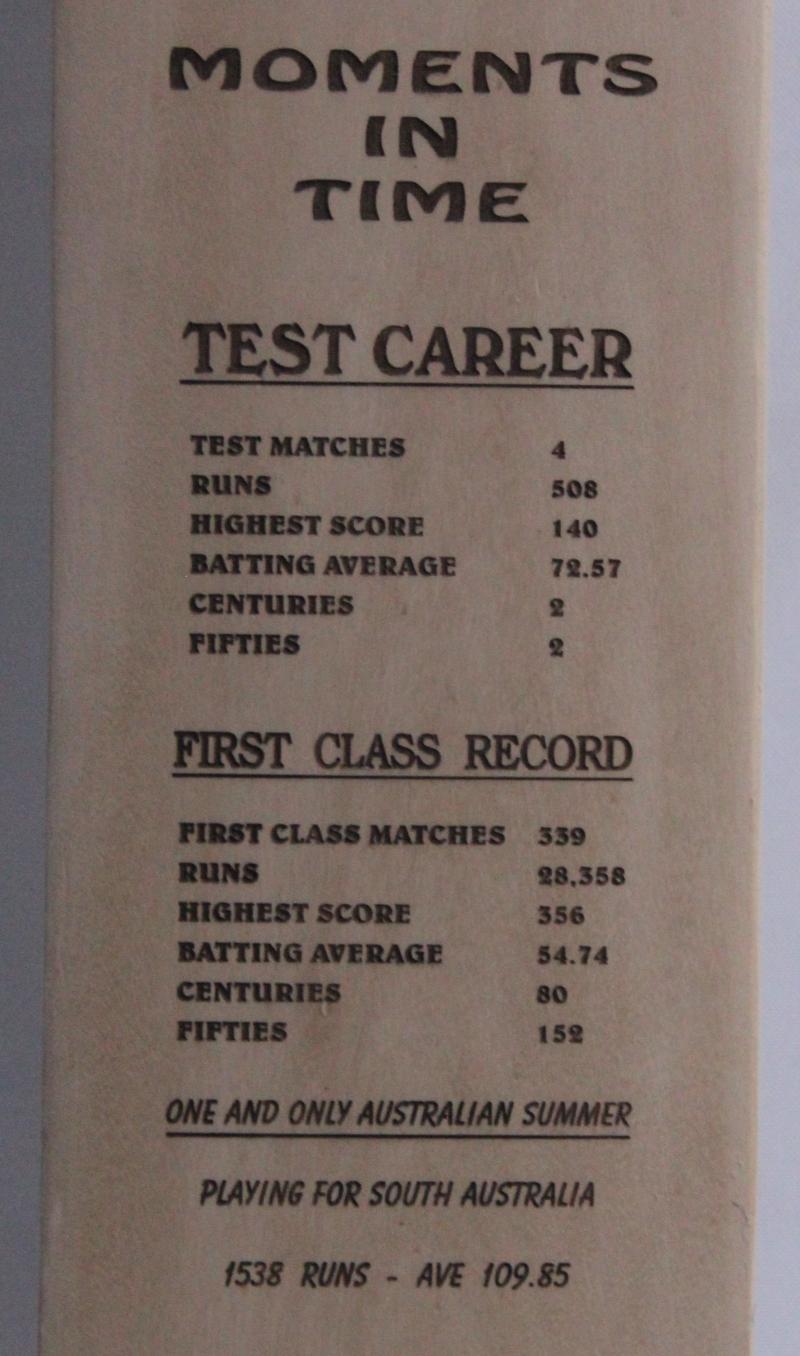 MOMENTS
IN
TIME
TEST CAREER
TEST MATCHES 4
RUNS 508
HIGHEST SCORE 140
BATTING AVERAGE 72.57
CENTURIES 2
FIFTIES 2
FIRST CLASS RECORD
FIRST CLASS MATCHES 339
RUNS 28,358
HIGHEST SCORE 356
BATTING AVERAGE 54.74
CENTURIES 80
FIFTIES 152
ONE AND ONLY AUSTRALIAN SUMMER
PLAYING FOR SOUTH AUSTRALIA
1538 RUNS - AVE 109.85